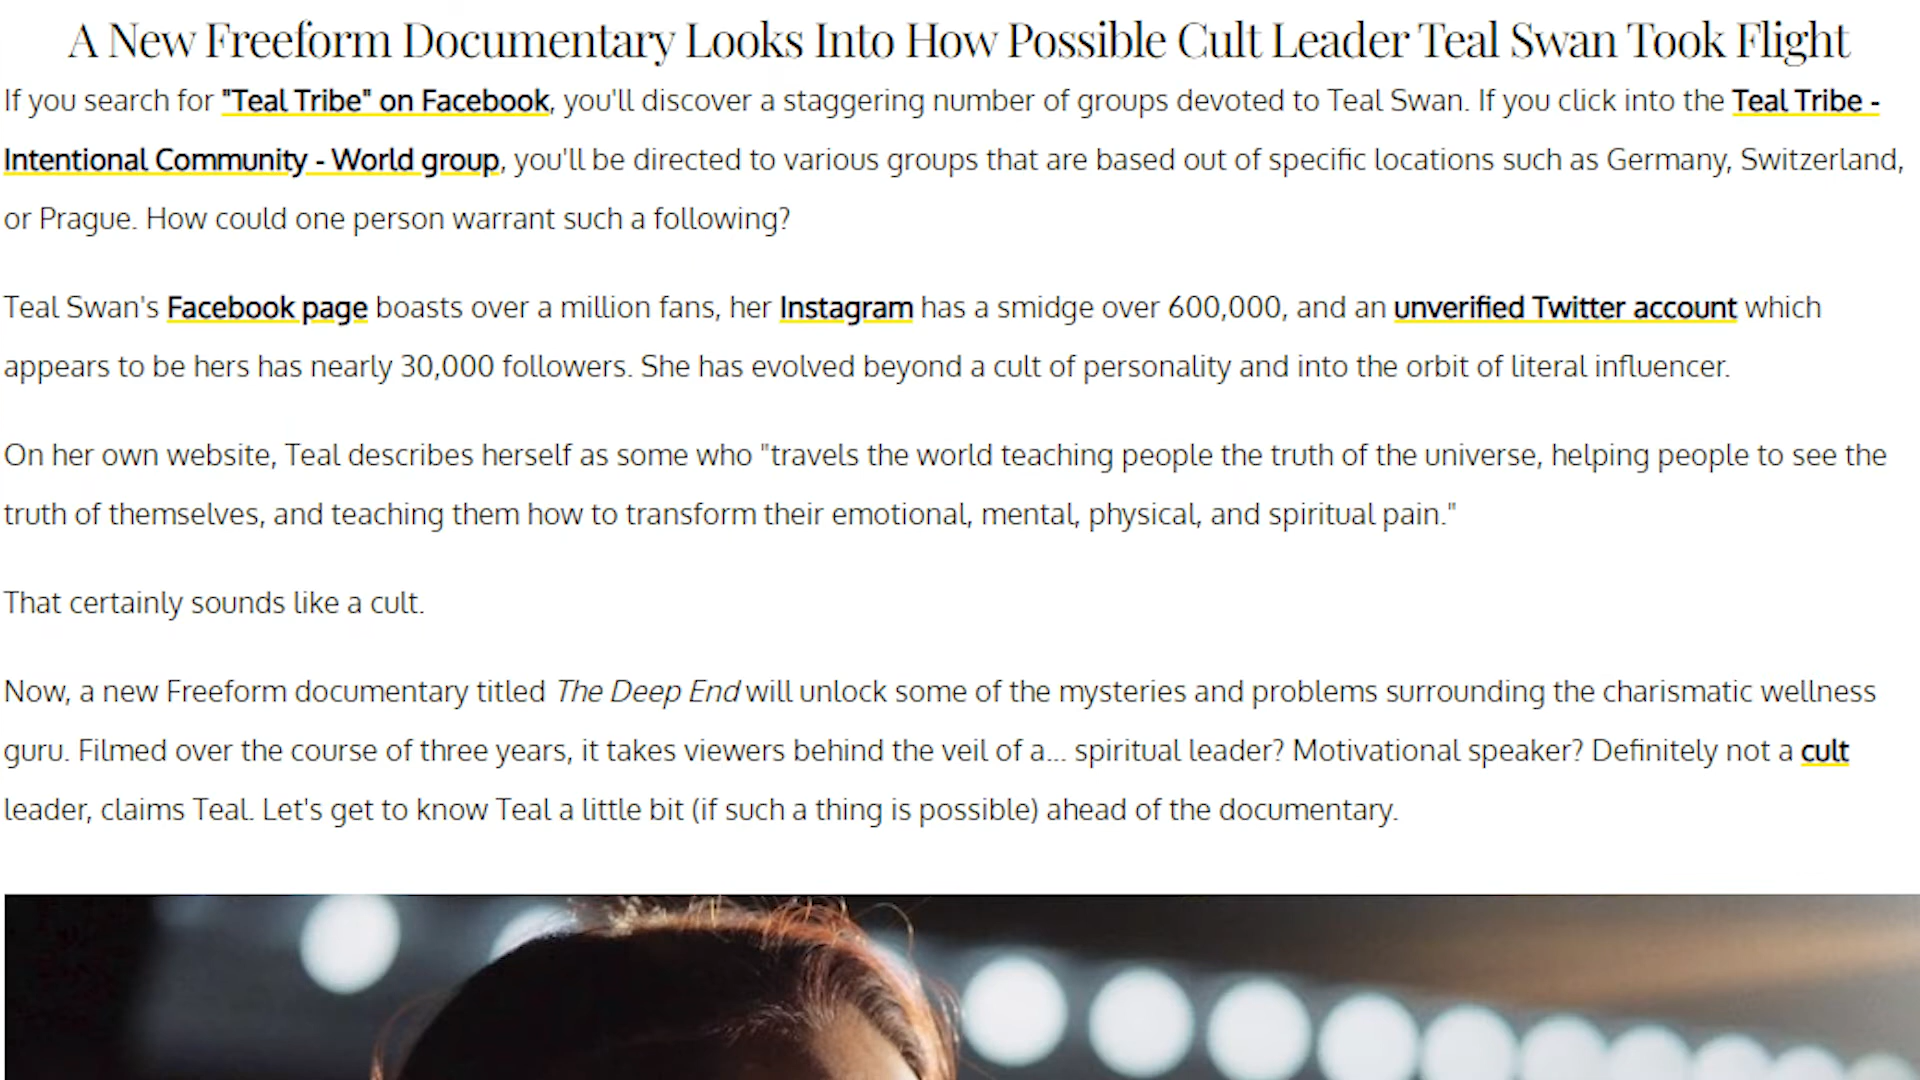 A New Freeform Documentary Looks Into How Possible Cult Leader Teal Swan Took Flight
If you search for "Teal Tribe" on Facebook, you'll discover a staggering number of groups devoted to Teal Swan. If you click into the Teal Tribe -
Intentional Community - World group, you'll be directed to various groups that are based out of specific locations such as Germany, Switzerland,
or Prague. How could one person warrant such a following?
Teal Swan's Facebook page boasts over a million fans, her Instagram has a smidge over 600,000, and an unverified Twitter account which
appears to be hers has nearly 30,000 followers. She has evolved beyond a cult of personality and into the orbit of literal influencer.
On her own website, Teal describes herself as some who "travels the world teaching people the truth of the universe, helping people to see the
truth of themselves, and teaching them how to transform their emotional, mental, physical, and spiritual pain."
That certainly sounds like a cult.
Now, a new Freeform documentary titled The Deep End will unlock some of the mysteries and problems surrounding the charismatic wellness
guru. Filmed over the course of three years, it takes viewers behind the veil of a... spiritual leader? Motivational speaker? Definitely not a cult
leader, claims Teal. Let's get to know Teal a little bit (if such a thing is possible) ahead of the documentary.